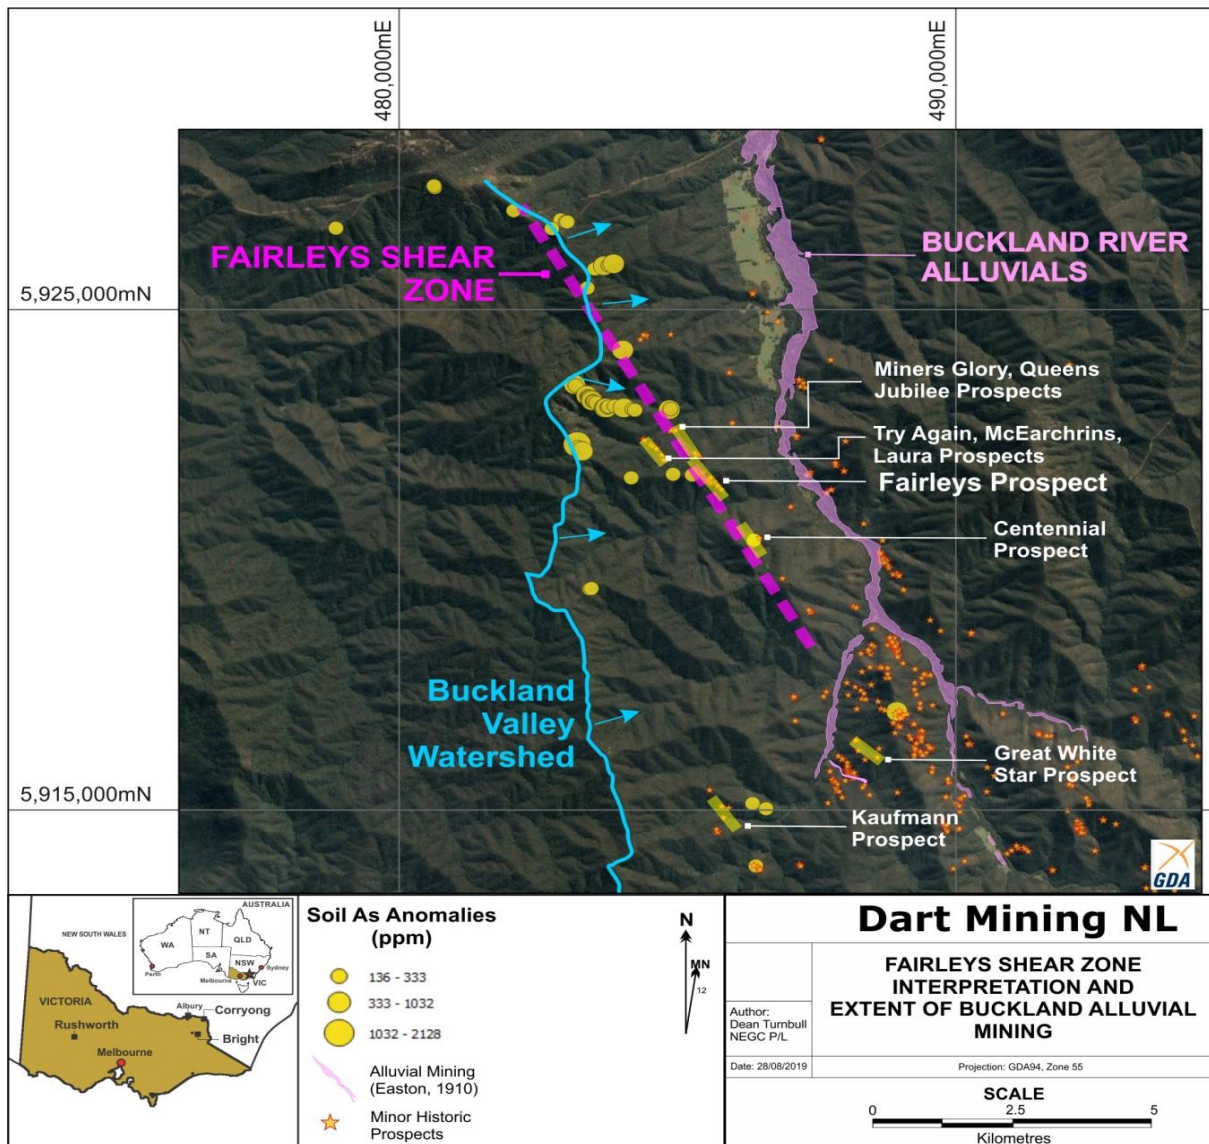 480,000mE
490,000mE
FAIRLEYS SHEAR
ZONE
BUCKLAND RIVER
ALLUVIALS
5,925,000mN
Miners Glory, Queens
Jubilee Prospects
Try Again, McEarchrins,
Laura Prospects
Fairleys Prospect
Centennial
Prospect
Buckland
Valley
Watershed
Great White
Star Prospect
5,915,000mN
Kaufmann
Prospect
GDA
AUSTRALIA
NEW SOUTH WALES
WA
NT
QLD
SA
NSW
Perth
Sydney
Melbourne
VIC
VICTORIA
Albury
Corryong
Rushworth
Bright
Melbourne
Soil As Anomalies
(ppm)
136 - 333
333 - 1032
1032 - 2128
Alluvial Mining
(Easton, 1910)
Minor Historic
Prospects
N
MN
12
Dart Mining NL
FAIRLEYS SHEAR ZONE
INTERPRETATION AND
EXTENT OF BUCKLAND ALLUVIAL
MINING
Author:
Dean Turnbull
NEGC P/L
Date: 28/08/2019
Projection: GDA94, Zone 55
SCALE
0 2.5 5
Kilometres